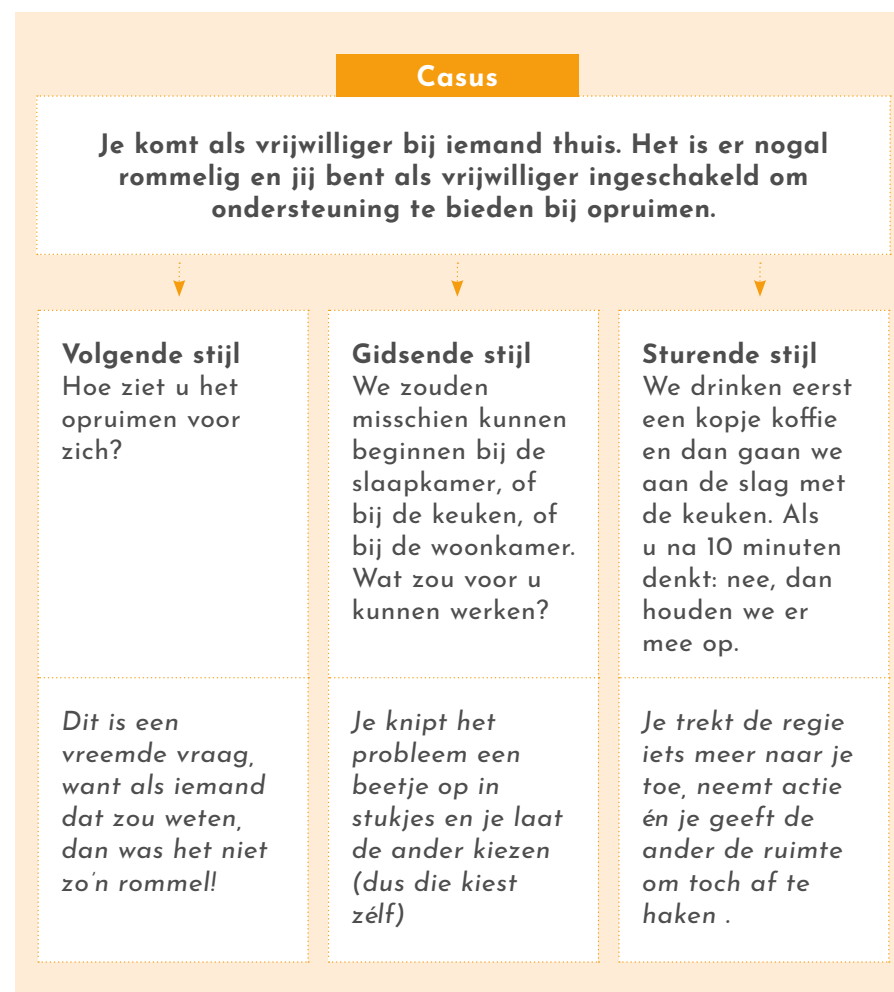 Casus
Je komt als vrijwilliger bij iemand thuis. Het is er nogal
rommelig en jij bent als vrijwilliger ingeschakeld om
ondersteuning te bieden bij opruimen.
Volgende stijl
Hoe ziet u het
opruimen voor
zich?
Dit is een
vreemde vraag,
want als iemand
dat zou weten,
dan was het niet
zo'n rommel!
Gidsende stijl
We zouden
misschien kunnen
beginnen bij de
slaapkamer, of
bij de keuken, of
bij de woonkamer.
Wat zou voor u
kunnen werken?
Je knipt het
probleem een
beetje op in
stukjes en je laat
de ander kiezen
(dus die kiest
zélf)
Sturende stijl
We drinken eerst
een kopje koffie
en dan gaan we
aan de slag met
de keuken. Als
u na 10 minuten
denkt: nee, dan
houden we er
mee op.
Je trekt de regie
iets meer naar je
toe, neemt actie
én je geeft de
ander de ruimte
om toch af te
haken .